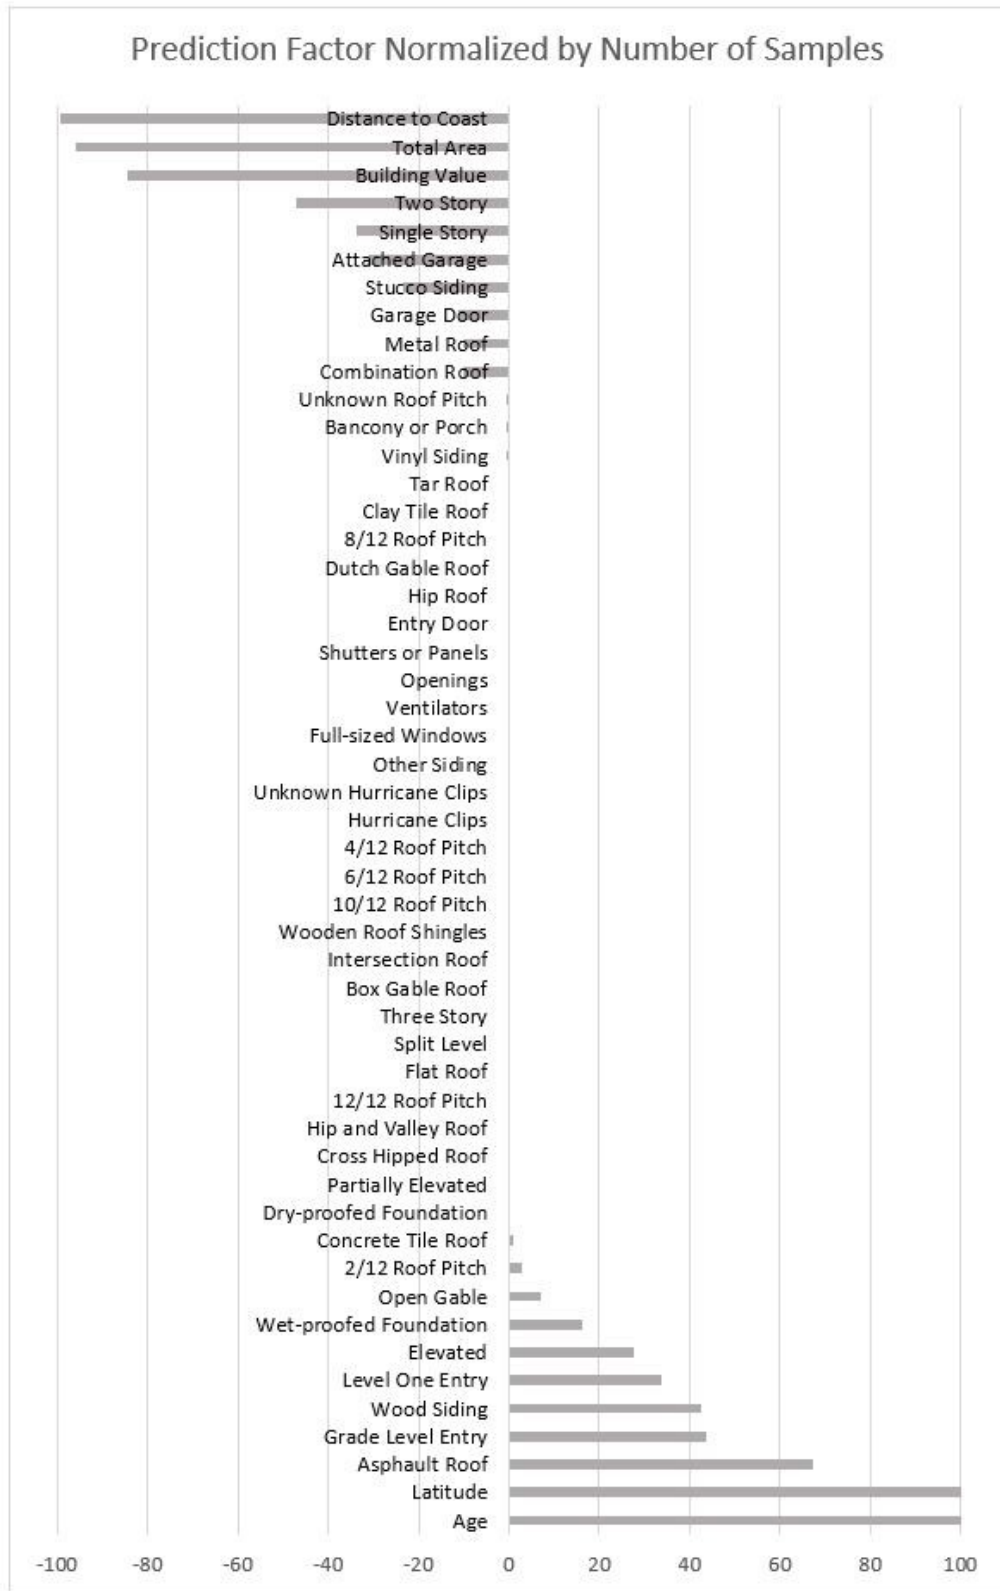 Prediction Factor Normalized by Number of Samples
Distance to Coast
Total Area
Building Value
Two Story
Single Story
Attached Garage
Stucco Siding
Garage Door
Metal Roof
Combination Roof
Unknown Roof Pitch
Bancony or Porch
Vinyl Siding
Tar Roof
Clay Tile Roof
8/12 Roof Pitch
Dutch Gable Roof
Hip Roof
Entry Door
Shutters or Panels
Openings
Ventilators
Full-sized Windows
Other Siding
Unknown Hurricane Clips
Hurricane Clips
4/12 Roof Pitch
6/12 Roof Pitch
10/12 Roof Pitch
Wooden Roof Shingles
Intersection Roof
Box Gable Roof
Three Story
Split Level
Flat Roof
12/12 Roof Pitch
Hip and Valley Roof
Cross Hipped Roof
Partially Elevated
Dry-proofed Foundation
Concrete Tile Roof
2/12 Roof Pitch
Open Gable
Wet-proofed Foundation
Elevated
Level One Entry
Wood Siding
Grade Level Entry
Asphault Roof
Latitude
Age
-100 -80 -60 -40 -20 0 20 40 60 80 100